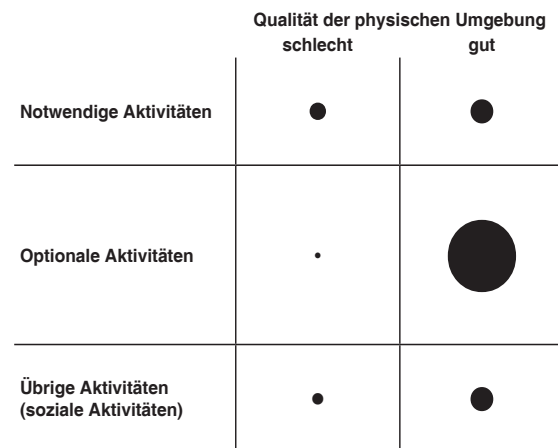 Qualität der physischen Umgebung
schlecht gut
Notwendige Aktivitäten
Optionale Aktivitäten
Übrige Aktivitäten
(soziale Aktivitäten)